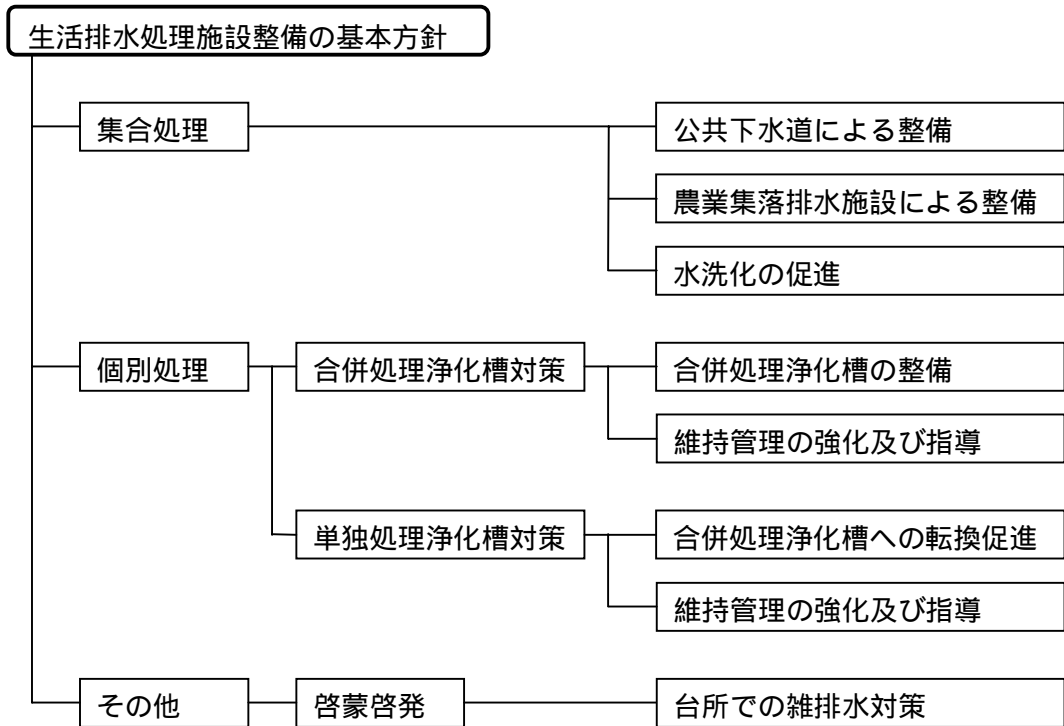 生活排水処理施設整備の基本方針
集合処理
公共下水道による整備
農業集落排水施設による整備
水洗化の促進
個別処理
合併処理浄化槽対策
合併処理浄化槽の整備
維持管理の強化及び指導
単独処理浄化槽対策
合併処理浄化槽への転換促進
維持管理の強化及び指導
その他
啓蒙啓発
台所での雑排水対策